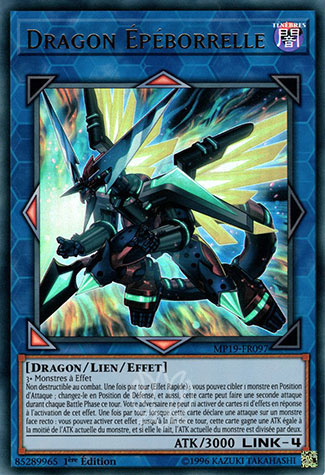 DRAGON ÉPÉBORRELLE
TÉNÈBRES
闇
MP19-FR097
[DRAGON/LIEN/EFFET]
3+ Monstres à Effet
Non destructible au combat. Une fois par tour (Effet Rapide) : vous pouvez cibler 1 monstre en Position
d'Attaque ; changez-le en Position de Défense, et aussi, cette carte peut faire une seconde attaque
durant chaque Battle Phase ce tour. Votre adversaire ne peut ni activer de cartes ni d'effets en réponse
à l'activation de cet effet. Une fois par tour, lorsque cette carte déclare une attaque sur un monstre
face recto : vous pouvez activer cet effet ; jusqu'à la fin de ce tour, cette carte gagne une ATK égale à
la moitié de l'ATK actuelle du monstre, et si elle le fait, l'ATK actuelle du monstre est divisée par deux.
ATK/3000 LINK-4
85289965 1ère Édition ©1996 KAZUKI TAKAHASHI